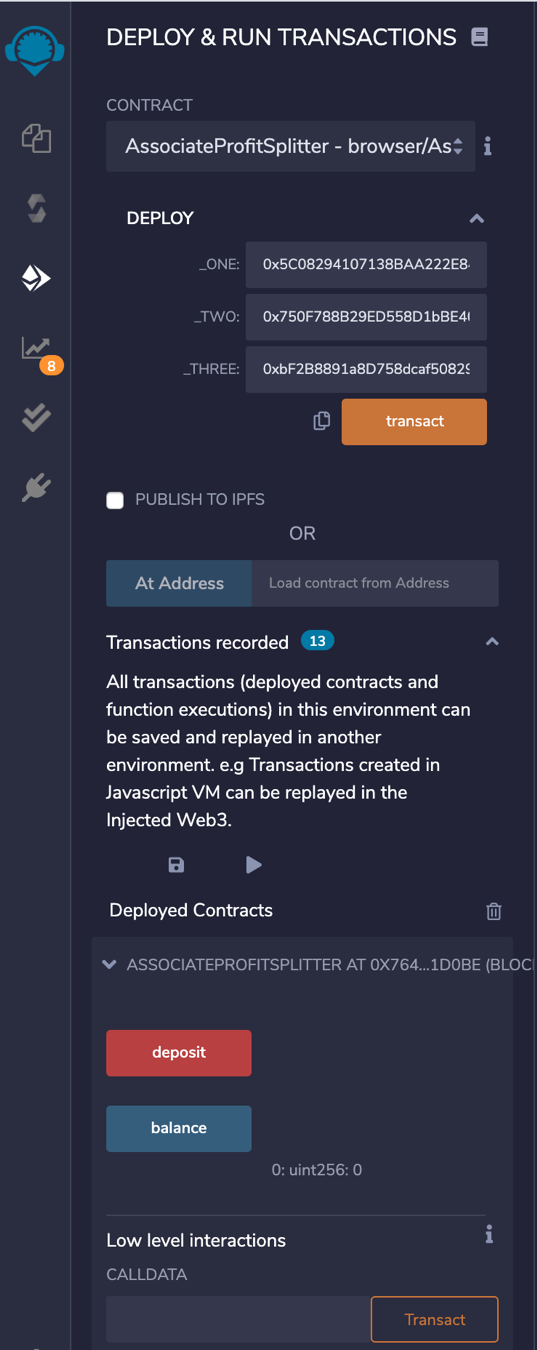 DEPLOY & RUN TRANSACTIONS
CONTRACT
AssociateProfitSplitter - browser/As
DEPLOY
_ONE: 0x5C08294107138BAA222E8
_TWO: 0x750F788B29ED558D1bBE4
_THREE: 0xbF2B8891a8D758dcaf50829
transact
8
PUBLISH TO IPFS
OR
At Address Load contract from Address
Transactions recorded 13
All transactions (deployed contracts and
function executions) in this environment can
be saved and replayed in another
environment. e.g Transactions created in
Javascript VM can be replayed in the
Injected Web3.
Deployed Contracts
ASSOCIATEPROFITSPLITTER AT 0X764...1D0BE (BLOC
deposit
balance
0: uint256: 0
Low level interactions
CALLDATA
Transact